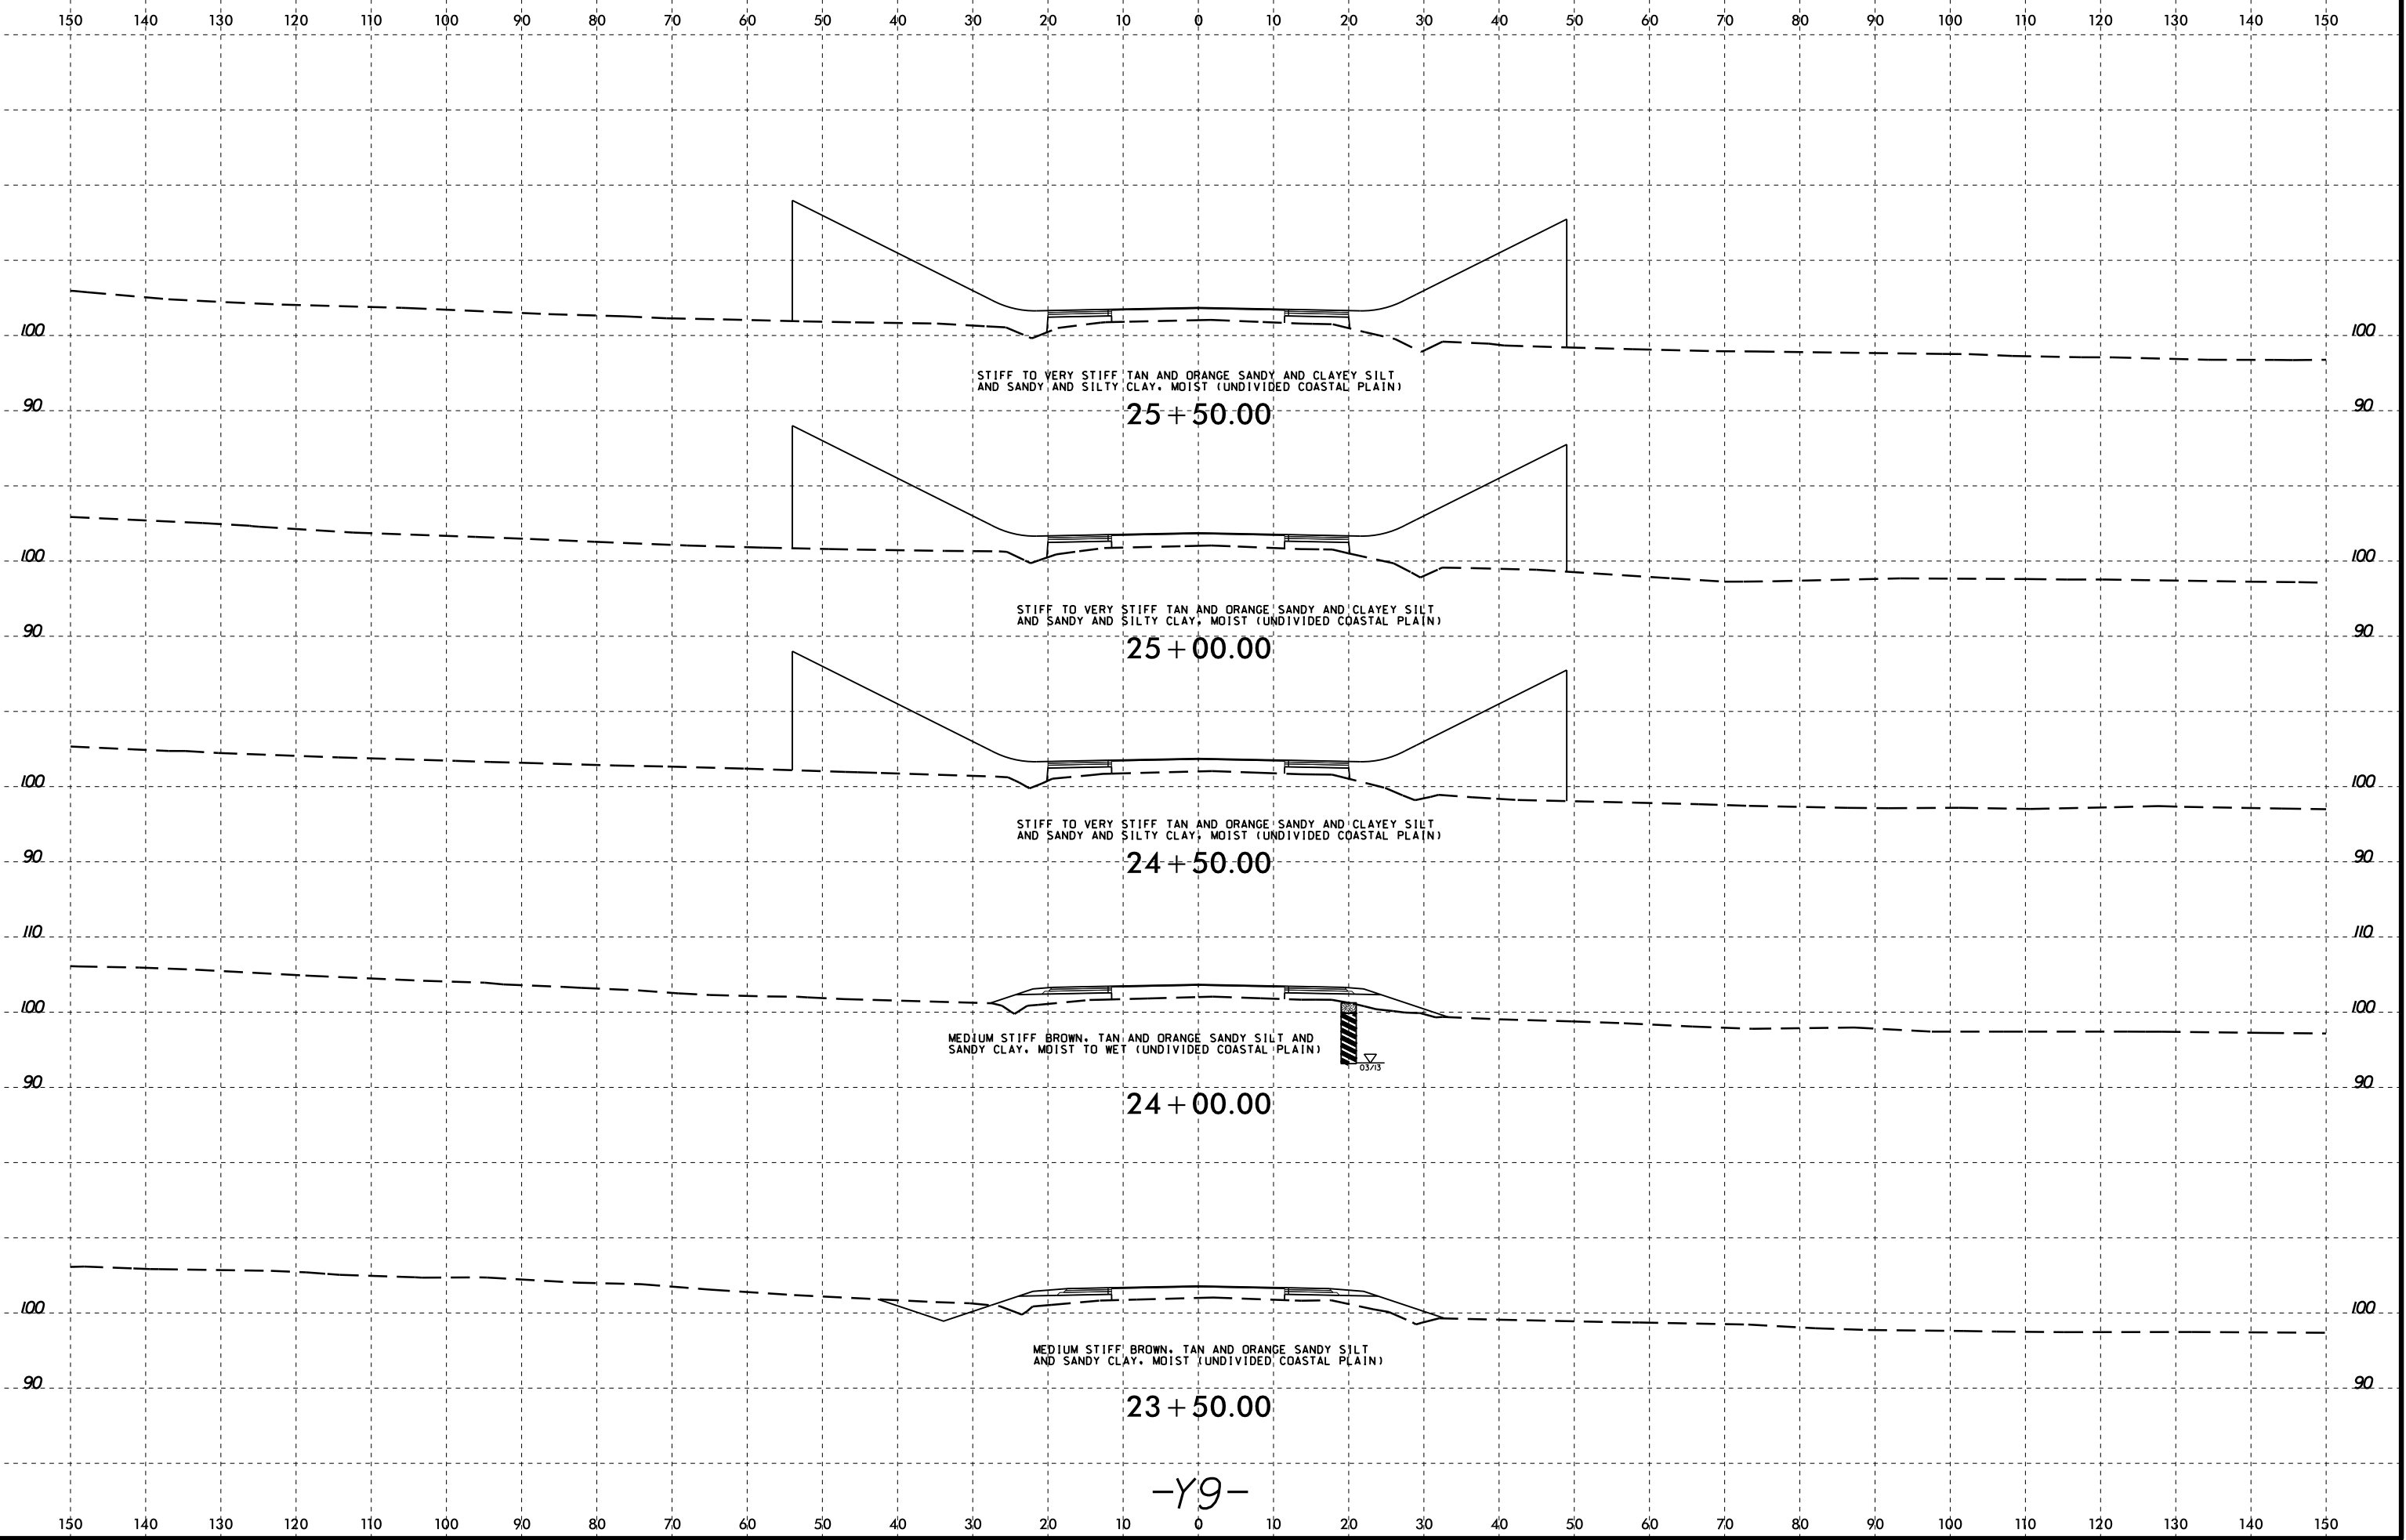 150 140 130 120 110 100 90 80 70 60 50 40 30 20 10 0 10 20 30 40 50 60 70 80 90 100 110 120 130 140 150
100 100
STIFF TO VERY STIFF TAN AND ORANGE SANDY AND CLAYEY SILT
AND SANDY AND SILTY CLAY, MOIST (UNDIVIDED COASTAL PLAIN)
90 90
25+50.00
100 100
STIFF TO VERY STIFF TAN AND ORANGE SANDY AND CLAYEY SILT
AND SANDY AND SILTY CLAY, MOIST (UNDIVIDED COASTAL PLAIN)
90 90
25+00.00
100 100
STIFF TO VERY STIFF TAN AND ORANGE SANDY AND CLAYEY SILT
AND SANDY AND SILTY CLAY, MOIST (UNDIVIDED COASTAL PLAIN)
90 90
24+50.00
110 110
100 100
MEDIUM STIFF BROWN, TAN AND ORANGE SANDY SILT AND
SANDY CLAY, MOIST TO WET (UNDIVIDED COASTAL PLAIN)
03/13
90 90
24+00.00
100 100
MEDIUM STIFF BROWN, TAN AND ORANGE SANDY SILT
AND SANDY CLAY, MOIST (UNDIVIDED COASTAL PLAIN)
90 90
23+50.00
-Y9-
150 140 130 120 110 100 90 80 70 60 50 40 30 20 10 0 10 20 30 40 50 60 70 80 90 100 110 120 130 140 150